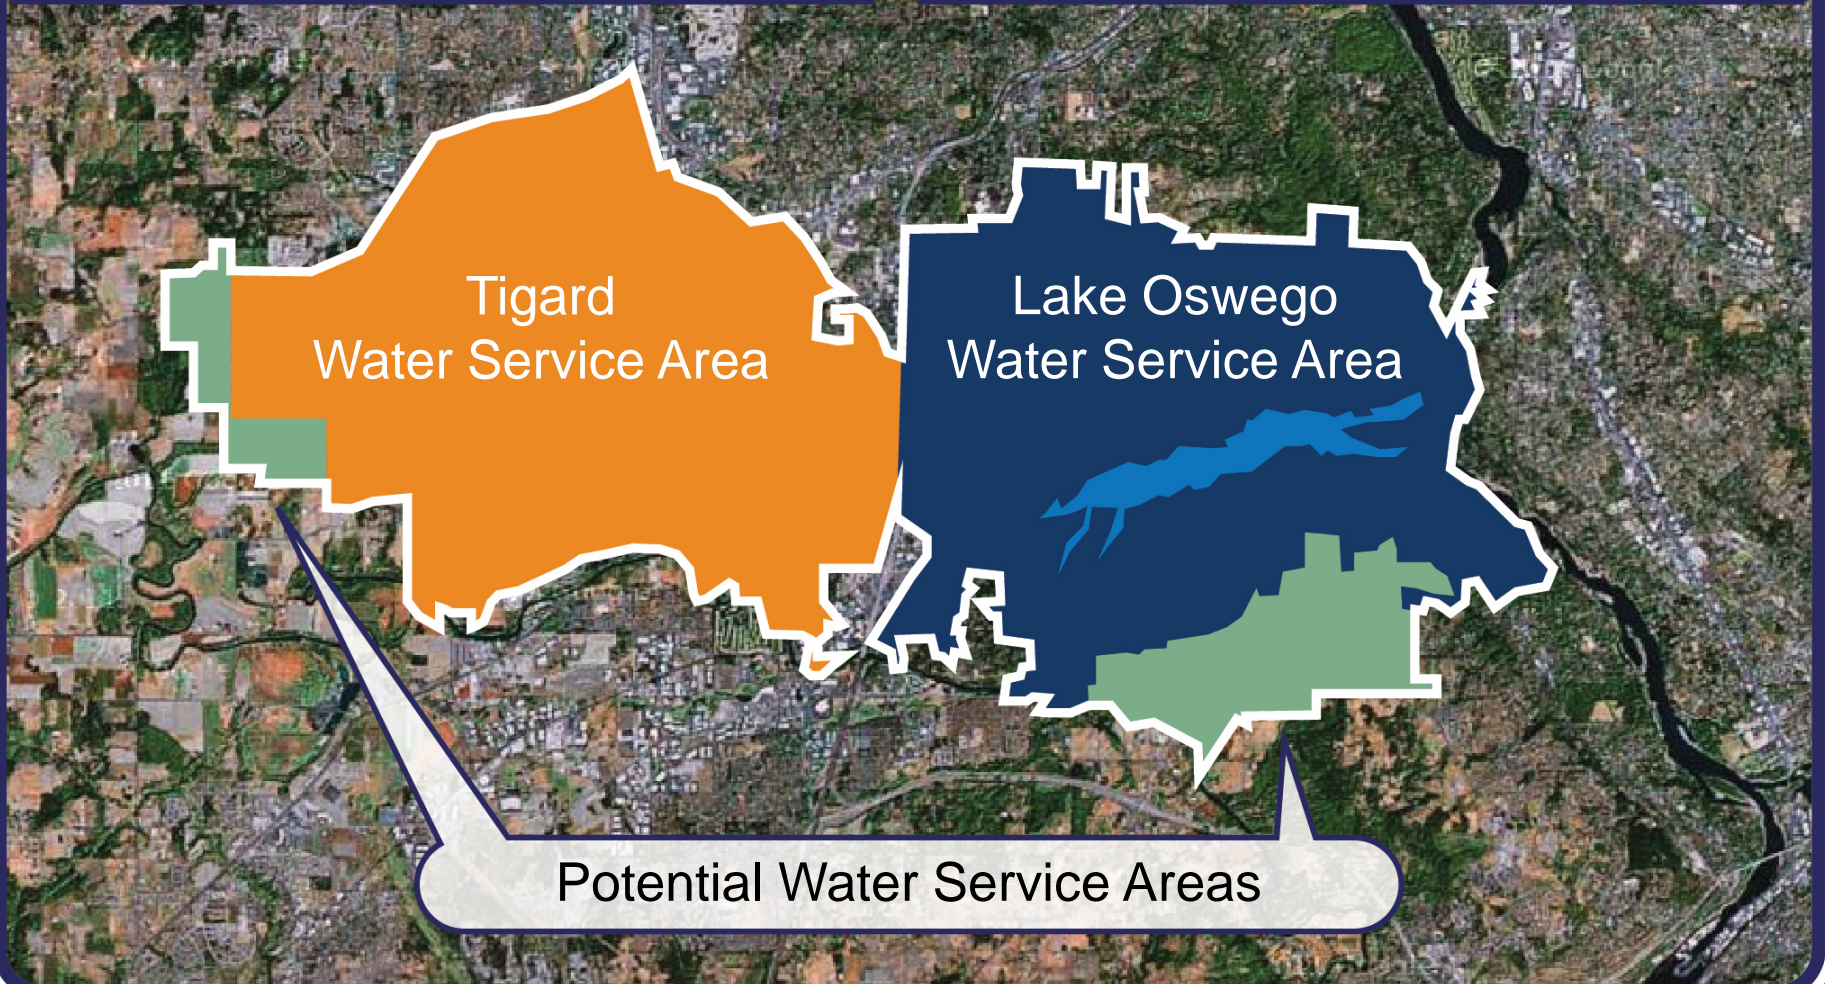 Tigard
Water Service Area
Lake Oswego
Water Service Area
Potential Water Service Areas